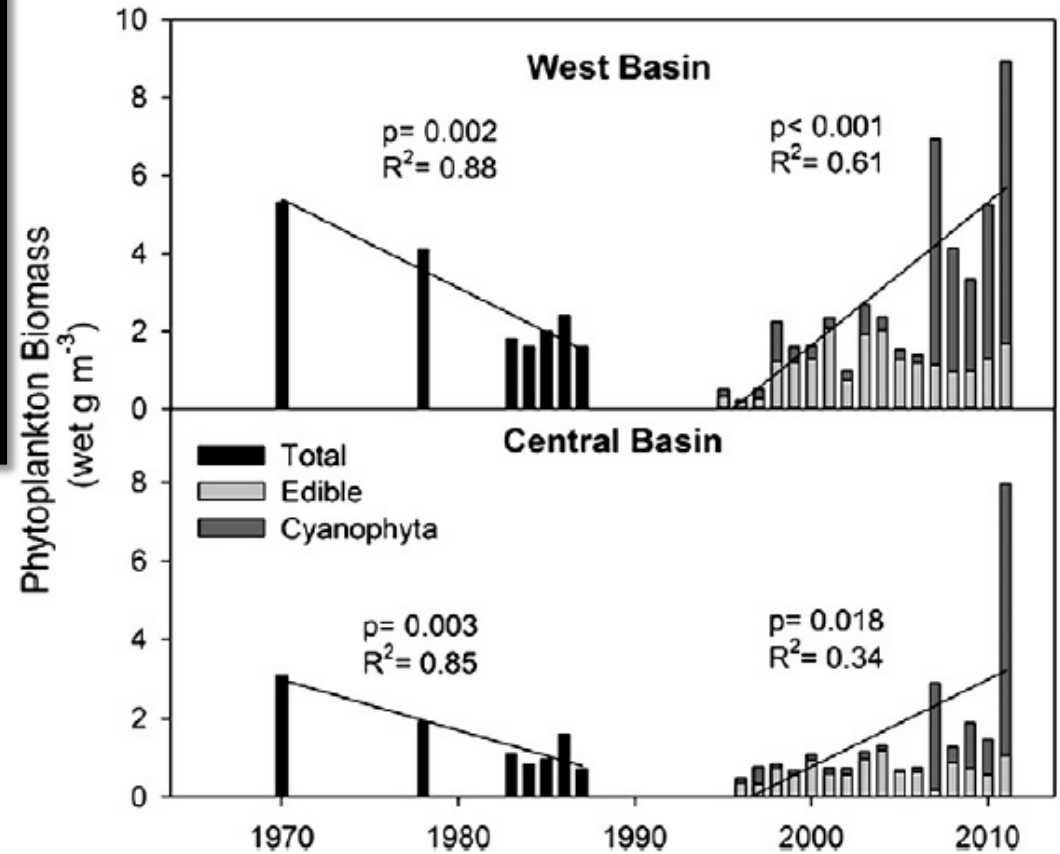 Phytoplankton Biomass
(wet g m⁻³)
10
8
6
4
2
0
West Basin
p= 0.002
R²= 0.88
p< 0.001
R²= 0.61
8
6
4
2
0
Central Basin
Total
Edible
Cyanophyta
p= 0.003
R²= 0.85
p= 0.018
R²= 0.34
1970
1980
1990
2000
2010